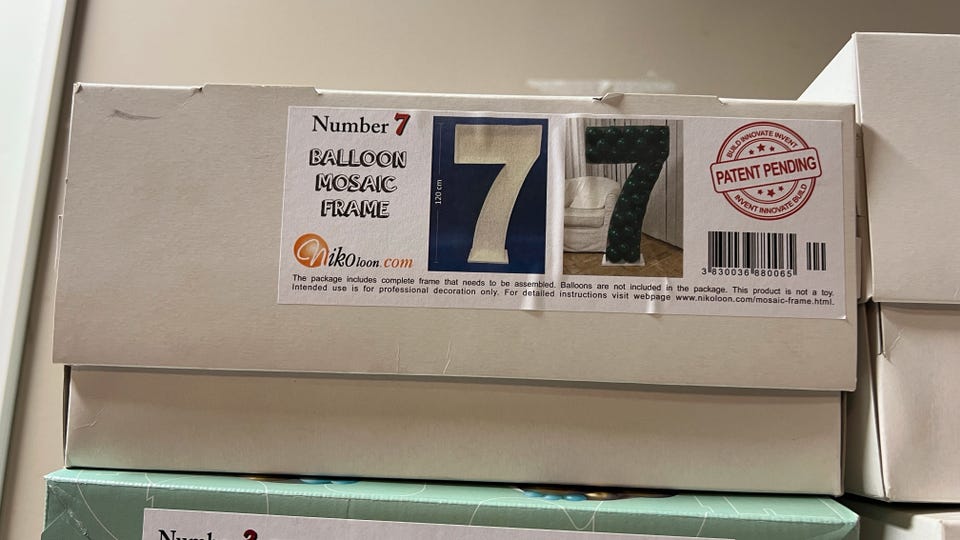 Number 7
BALLOON
MOSAIC
FRAME
Nikoloon.com
120 cm
BUILD INNOVATE INVENT
PATENT PENDING
INVENT INNOVATE BUILD
3 830036 880065
The package includes complete frame that needs to be assembled. Balloons are not included in the package. This product is not a toy.
Intended use is for professional decoration only. For detailed instructions visit webpage www.nikoloon.com/mosaic-frame.html.
Number